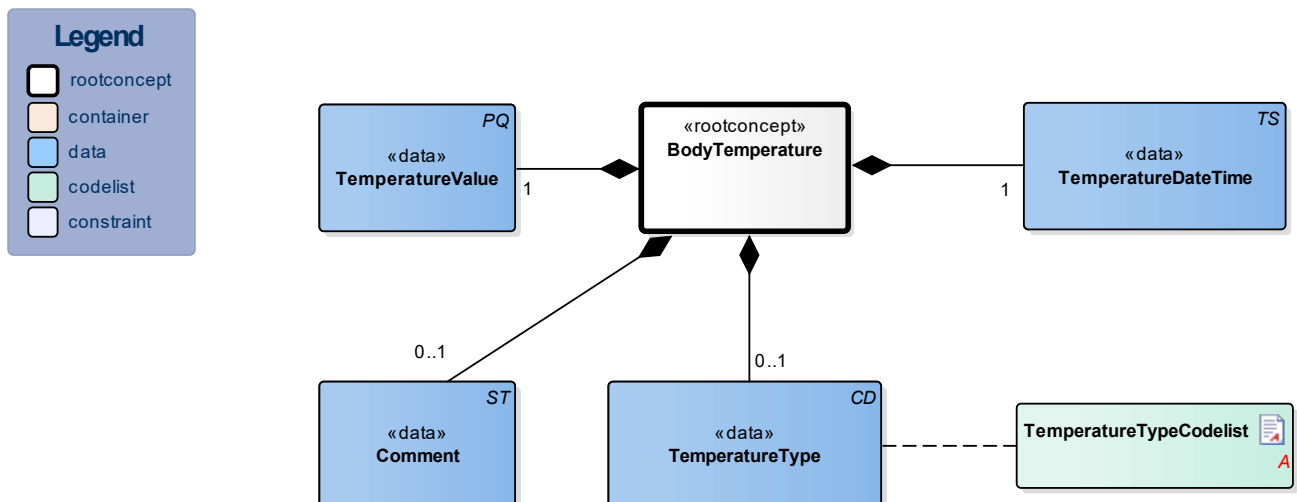 Legend
rootconcept
container
data
codelist
constraint
PQ
«data»
TemperatureValue
1
«rootconcept»
BodyTemperature
TS
«data»
TemperatureDateTime
1
0..1
0..1
ST
«data»
Comment
CD
«data»
TemperatureType
TemperatureTypeCodelist
A